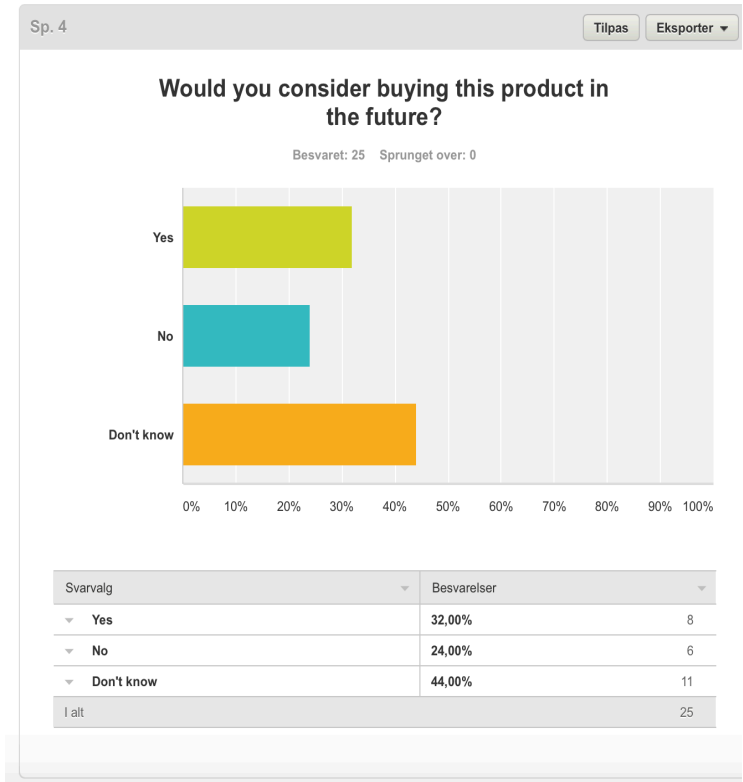 Sp. 4
Tilpas
Eksporter
Would you consider buying this product in
the future?
Besvaret: 25 Sprunget over: 0
Yes
No
Don't know
0% 10% 20% 30% 40% 50% 60% 70% 80% 90% 100%
Svarvalg Besvarelser
Yes 32,00% 8
No 24,00% 6
Don't know 44,00% 11
I alt 25